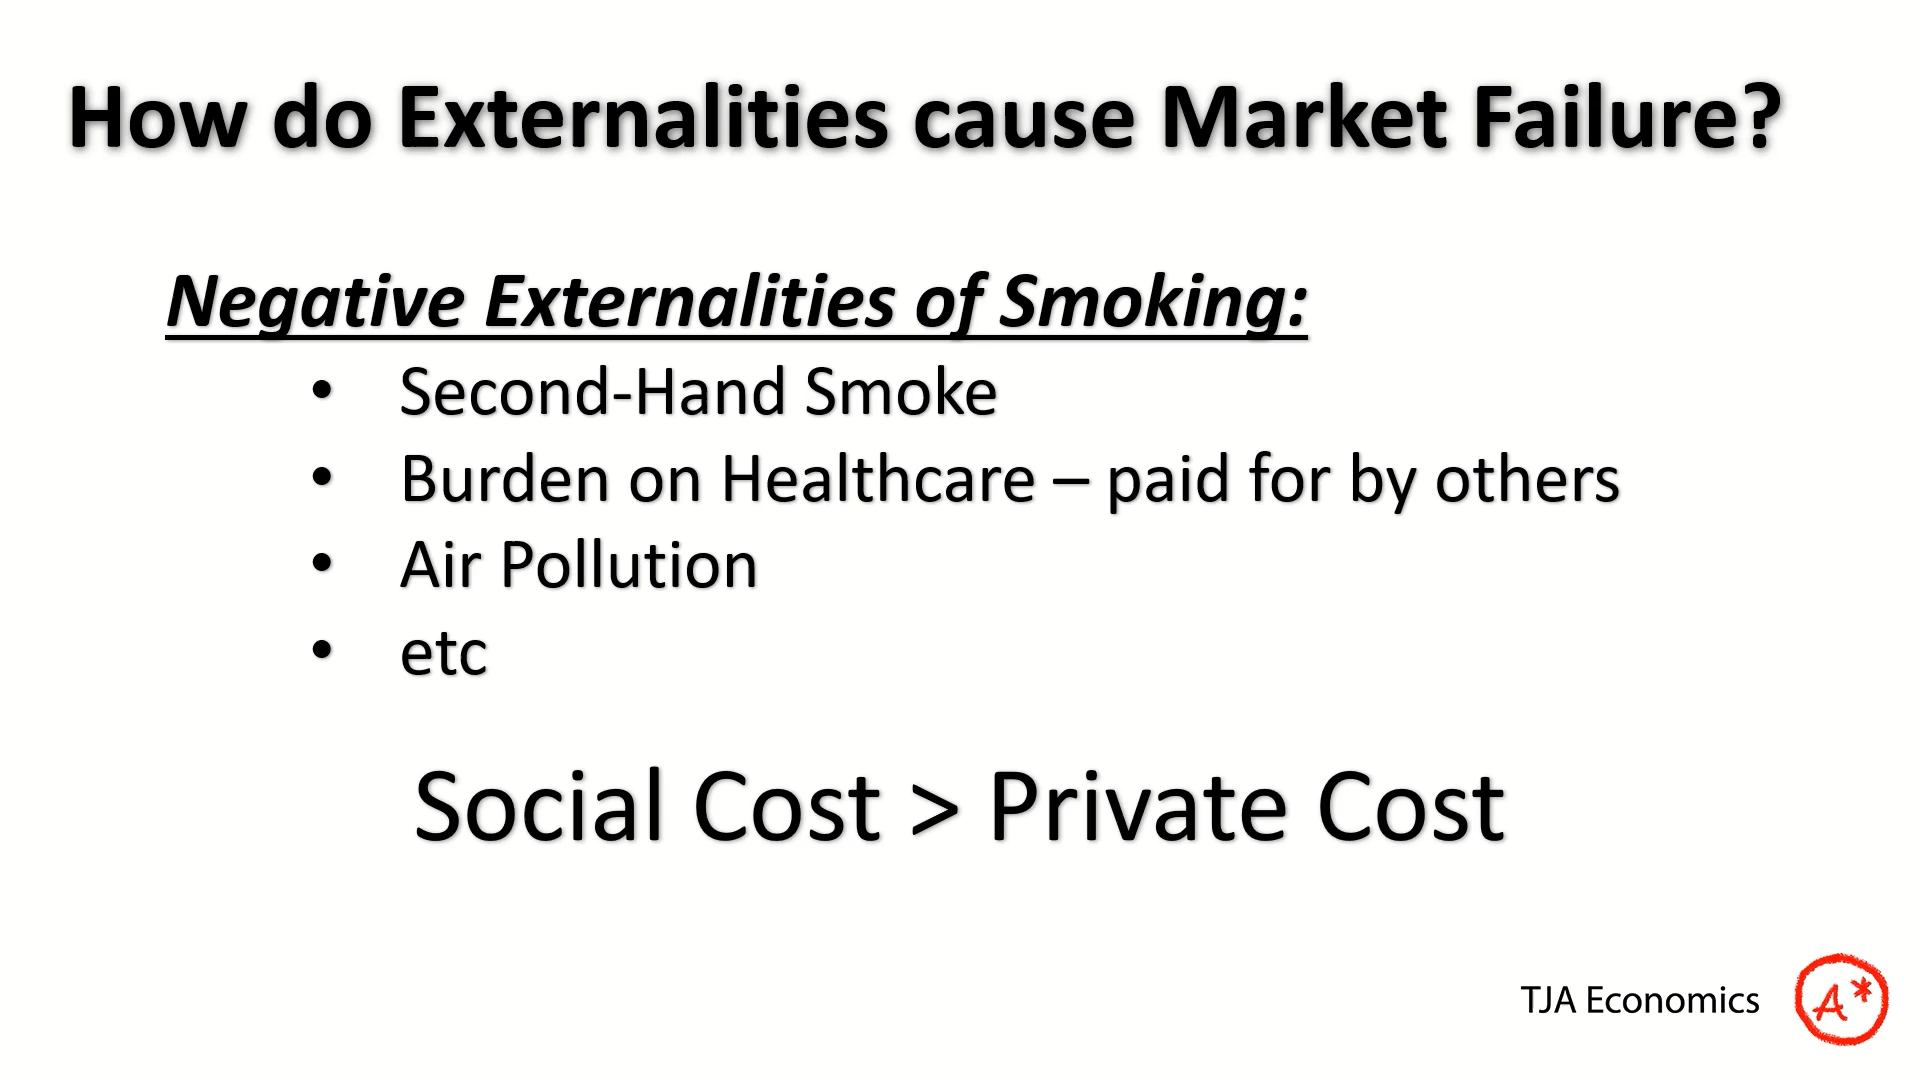 How do Externalities cause Market Failure?
Negative Externalities of Smoking:
• Second-Hand Smoke
• Burden on Healthcare – paid for by others
• Air Pollution
• etc
Social Cost > Private Cost
TJA Economics
A*